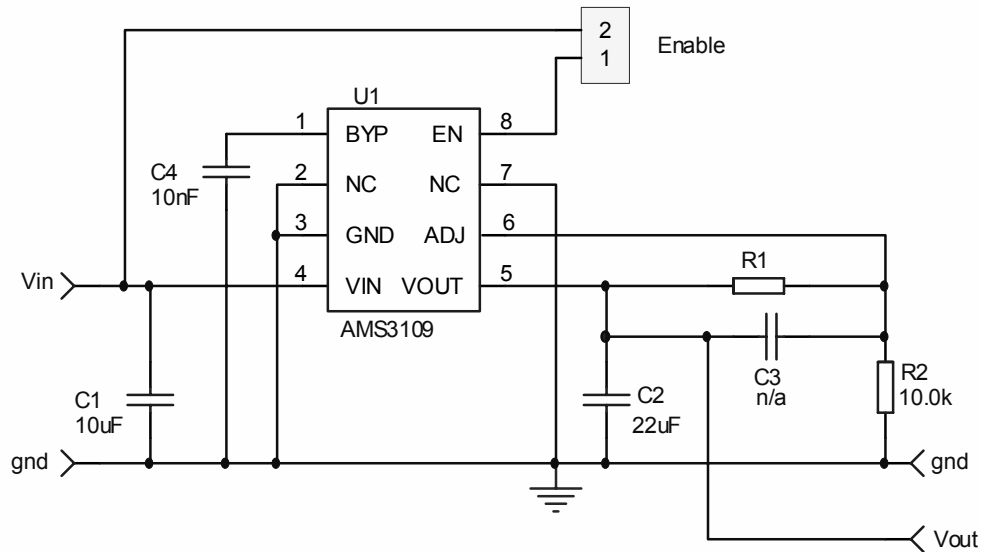 2
1
Enable
U1
1
BYP
EN
8
C4
10nF
2
NC
NC
7
3
GND
ADJ
6
Vin
4
VIN
VOUT
5
R1
AMS3109
C1
10uF
C2
22uF
C3
n/a
R2
10.0k
gnd
gnd
Vout